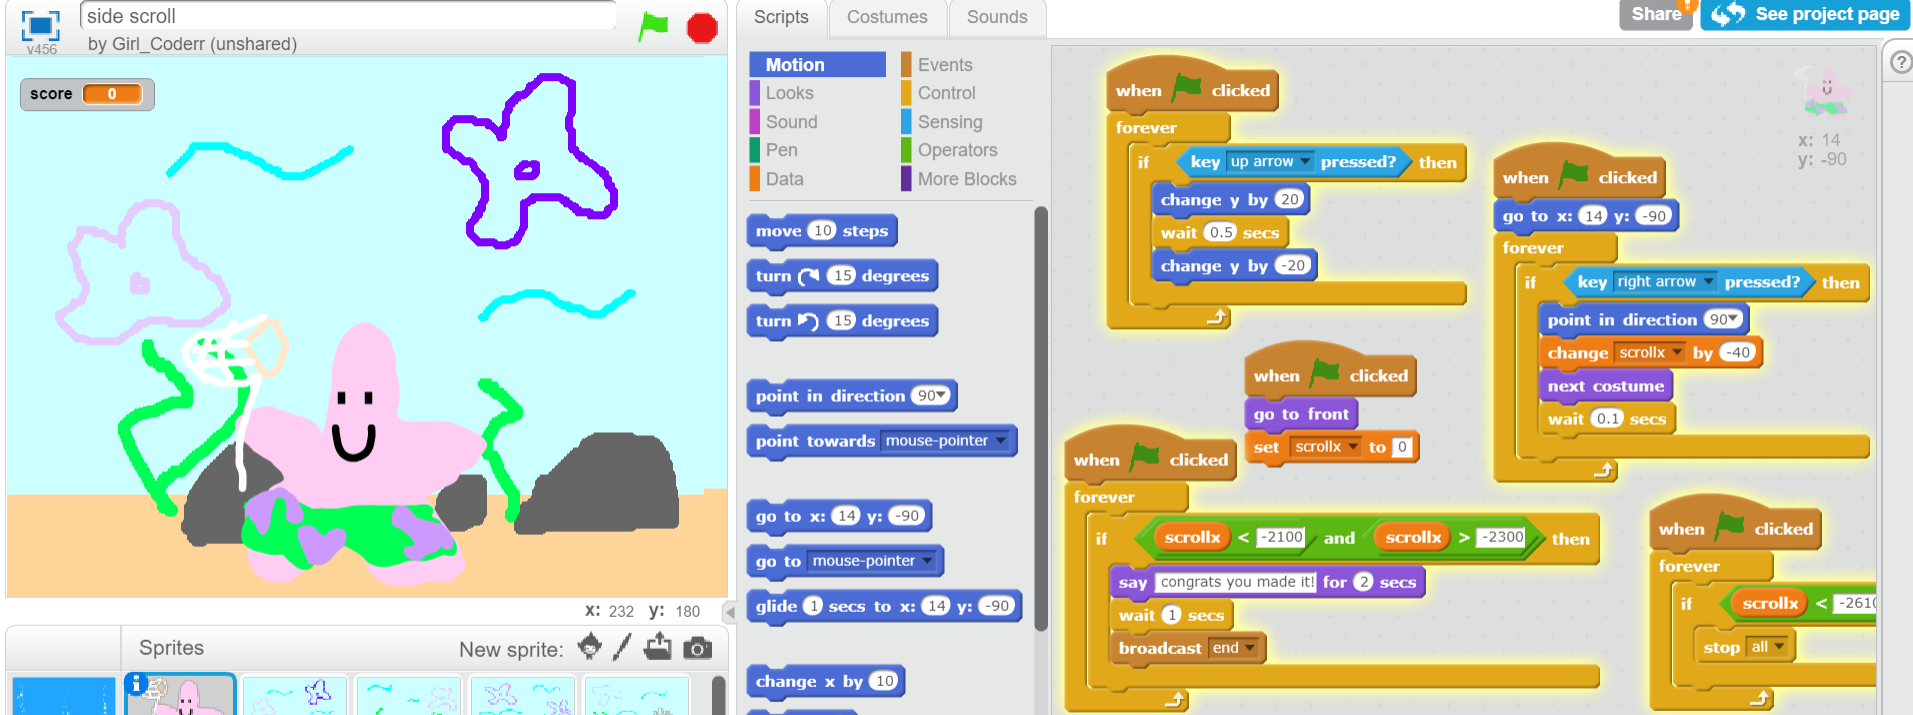 side scroll
by Girl_Coderr (unshared)
v456
score 0
x: 232 y: 180
Sprites
New sprite:
Scripts
Costumes
Sounds
Share
See project page
Motion
Looks
Sound
Pen
Data
Events
Control
Sensing
Operators
More Blocks
move 10 steps
turn 15 degrees
turn 15 degrees
point in direction 90
point towards mouse-pointer
go to x: 14 y: -90
go to mouse-pointer
glide 1 secs to x: 14 y: -90
change x by 10
when clicked
forever
if key up arrow pressed? then
change y by 20
wait 0.5 secs
change y by -20
when clicked
go to x: 14 y: -90
forever
if key right arrow pressed? then
point in direction 90
change scrollx by -40
next costume
wait 0.1 secs
when clicked
go to front
set scrollx to 0
when clicked
forever
if scrollx < -2100 and scrollx > -2300 then
say congrats you made it! for 2 secs
wait 1 secs
broadcast end
when clicked
forever
if scrollx < -2610
stop all
x: 14
y: -90
?